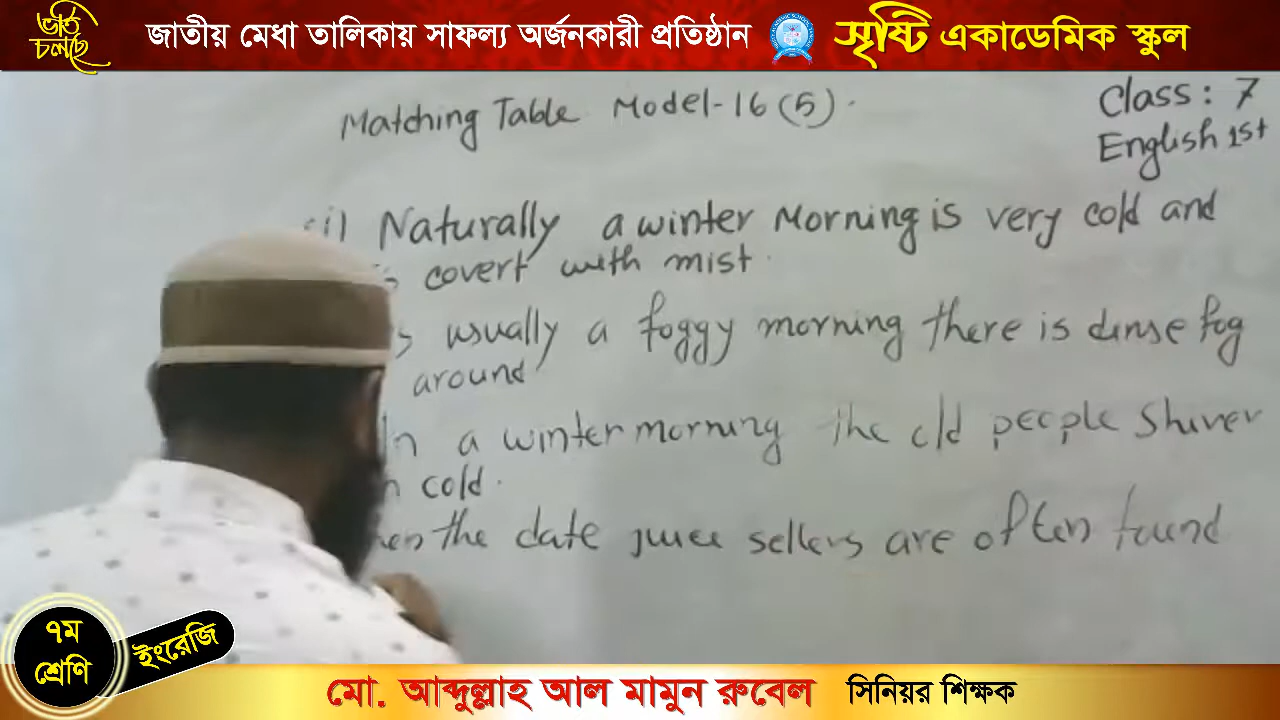 ভর্তি চলছে
জাতীয় মেধা তালিকায় সাফল্য অর্জনকারী প্রতিষ্ঠান সৃষ্টি একাডেমিক স্কুল
Matching Table Model-16 (5).
Class: 7
English 1st
Naturally a winter Morning is very cold and
covert with mist.
usually a foggy morning there is dense fog
around
In a winter morning the old people shiver
cold.
the date juice sellers are often found
৭ম
শ্রেণি
ইংরেজি
মো. আব্দুল্লাহ আল মামুন রুবেল সিনিয়র শিক্ষক